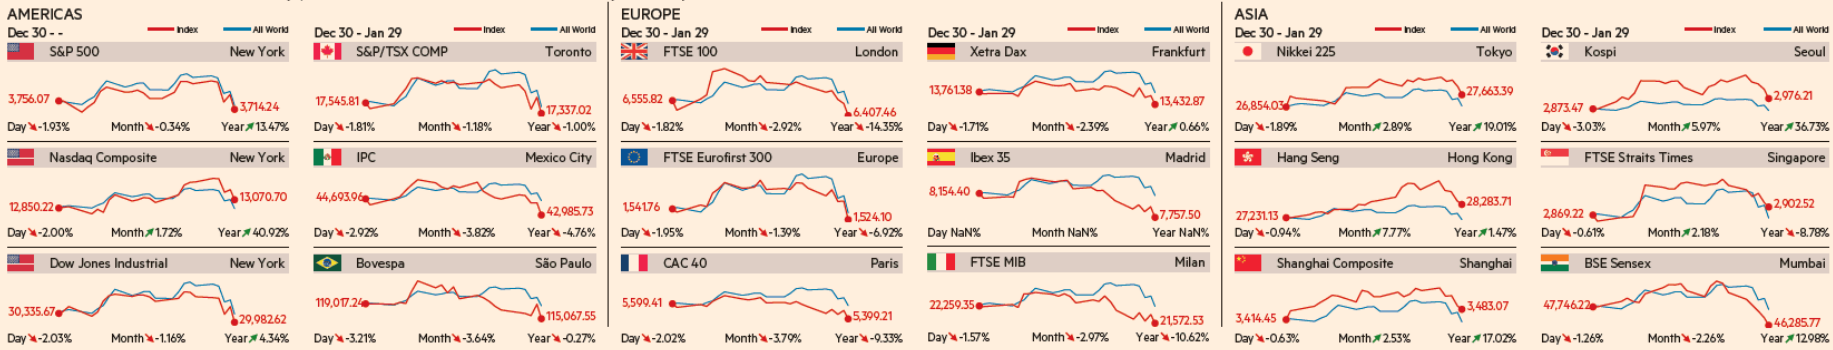 AMERICAS
Dec 30 - -
Index
All World
S&P 500
New York
3,756.07
3,714.24
Day -1.93%
Month -0.34%
Year 13.47%
Nasdaq Composite
New York
12,850.22
13,070.70
Day -2.00%
Month 1.72%
Year 40.92%
Dow Jones Industrial
New York
30,335.67
29,982.62
Day -2.03%
Month -1.16%
Year 4.34%
Dec 30 - Jan 29
Index
All World
S&P/TSX COMP
Toronto
17,545.81
17,337.02
Day -1.81%
Month -1.18%
Year -1.00%
IPC
Mexico City
44,693.96
42,985.73
Day -2.92%
Month -3.82%
Year -4.76%
Bovespa
São Paulo
119,017.24
115,067.55
Day -3.21%
Month -3.64%
Year -0.27%
EUROPE
Dec 30 - Jan 29
Index
All World
FTSE 100
London
6,555.82
6,407.46
Day -1.82%
Month -2.92%
Year -14.35%
FTSE Eurofirst 300
Europe
1,541.76
1,524.10
Day -1.95%
Month -1.39%
Year -6.92%
CAC 40
Paris
5,599.41
5,399.21
Day -2.02%
Month -3.79%
Year -9.33%
Dec 30 - Jan 29
Index
All World
Xetra Dax
Frankfurt
13,761.38
13,432.87
Day -1.71%
Month -2.39%
Year 0.66%
Ibex 35
Madrid
8,154.40
7,757.50
Day NaN%
Month NaN%
Year NaN%
FTSE MIB
Milan
22,259.35
21,572.53
Day -1.57%
Month -2.97%
Year -10.62%
ASIA
Dec 30 - Jan 29
Index
All World
Nikkei 225
Tokyo
26,854.03
27,663.39
Day -1.89%
Month 2.89%
Year 19.01%
Hang Seng
Hong Kong
27,231.13
28,283.71
Day -0.94%
Month 7.77%
Year 1.47%
Shanghai Composite
Shanghai
3,414.45
3,483.07
Day -0.63%
Month 2.53%
Year 17.02%
Dec 30 - Jan 29
Index
All World
Kospi
Seoul
2,873.47
2,976.21
Day -3.03%
Month 5.97%
Year 36.73%
FTSE Straits Times
Singapore
2,869.22
2,902.52
Day -0.61%
Month 2.18%
Year -8.78%
BSE Sensex
Mumbai
47,746.22
46,285.77
Day -1.26%
Month -2.26%
Year 12.98%